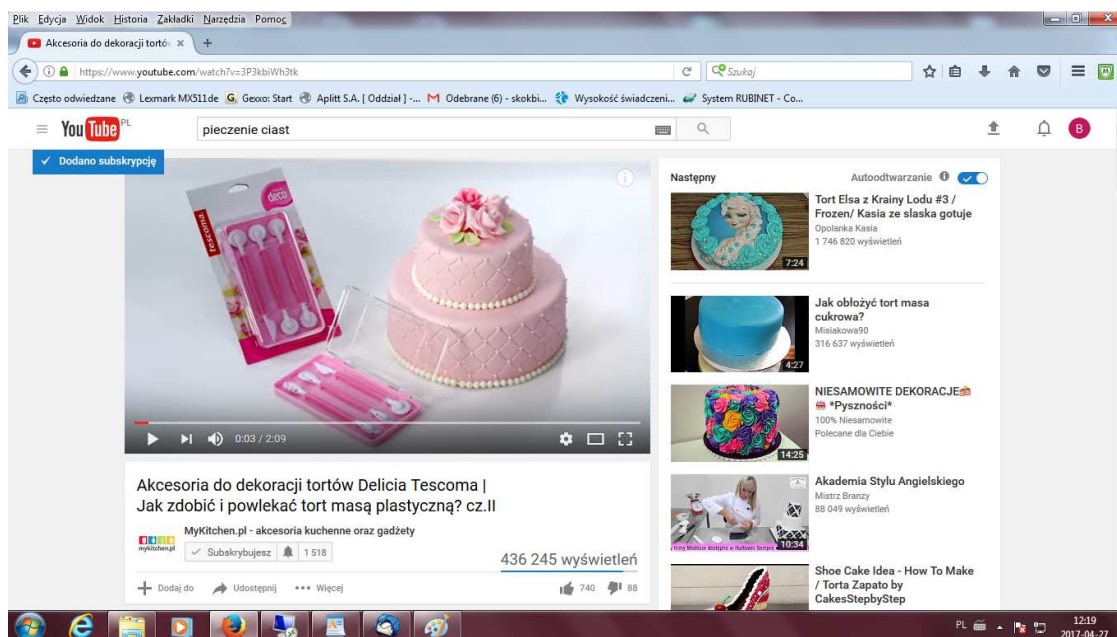 Plik Edycja Widok Historia Zakładki Narzędzia Pomoc
Akcesoria do dekoracji tortów
https://www.youtube.com/watch?v=3P3kbiWh3tk
Szukaj
Często odwiedzane Lexmark MX511de Gexxo: Start Aplitt S.A. [ Oddział ] -... Odebrane (6) - skokbi... Wysokość świadczeni... System RUBINET - Co...
YouTube PL
pieczenie ciast
B
Dodano subskrypcję
deco
tescoma
0:03 / 2:09
Akcesoria do dekoracji tortów Delicia Tescoma |
Jak zdobić i powlekać tort masą plastyczną? cz.II
mykitchen.pl
MyKitchen.pl - akcesoria kuchenne oraz gadżety
Subskrybujesz 1 518
436 245 wyświetleń
Dodaj do Udostępnij ••• Więcej
740 88
Następny
Autoodtwarzanie
Tort Elsa z Krainy Lodu #3 /
Frozen/ Kasia ze slaska gotuje
Opolanka Kasia
1 746 820 wyświetleń
7:24
Jak obłożyć tort masa
cukrowa?
Misiakowa90
316 637 wyświetleń
4:27
NIESAMOWITE DEKORACJE
*Pyszności*
100% Niesamowite
Polecane dla Ciebie
14:25
Akademia Stylu Angielskiego
Mistrz Branzy
88 049 wyświetleń
10:34
Shoe Cake Idea - How To Make
/ Torta Zapato by
CakesStepbyStep
PL
12:19
2017-04-27